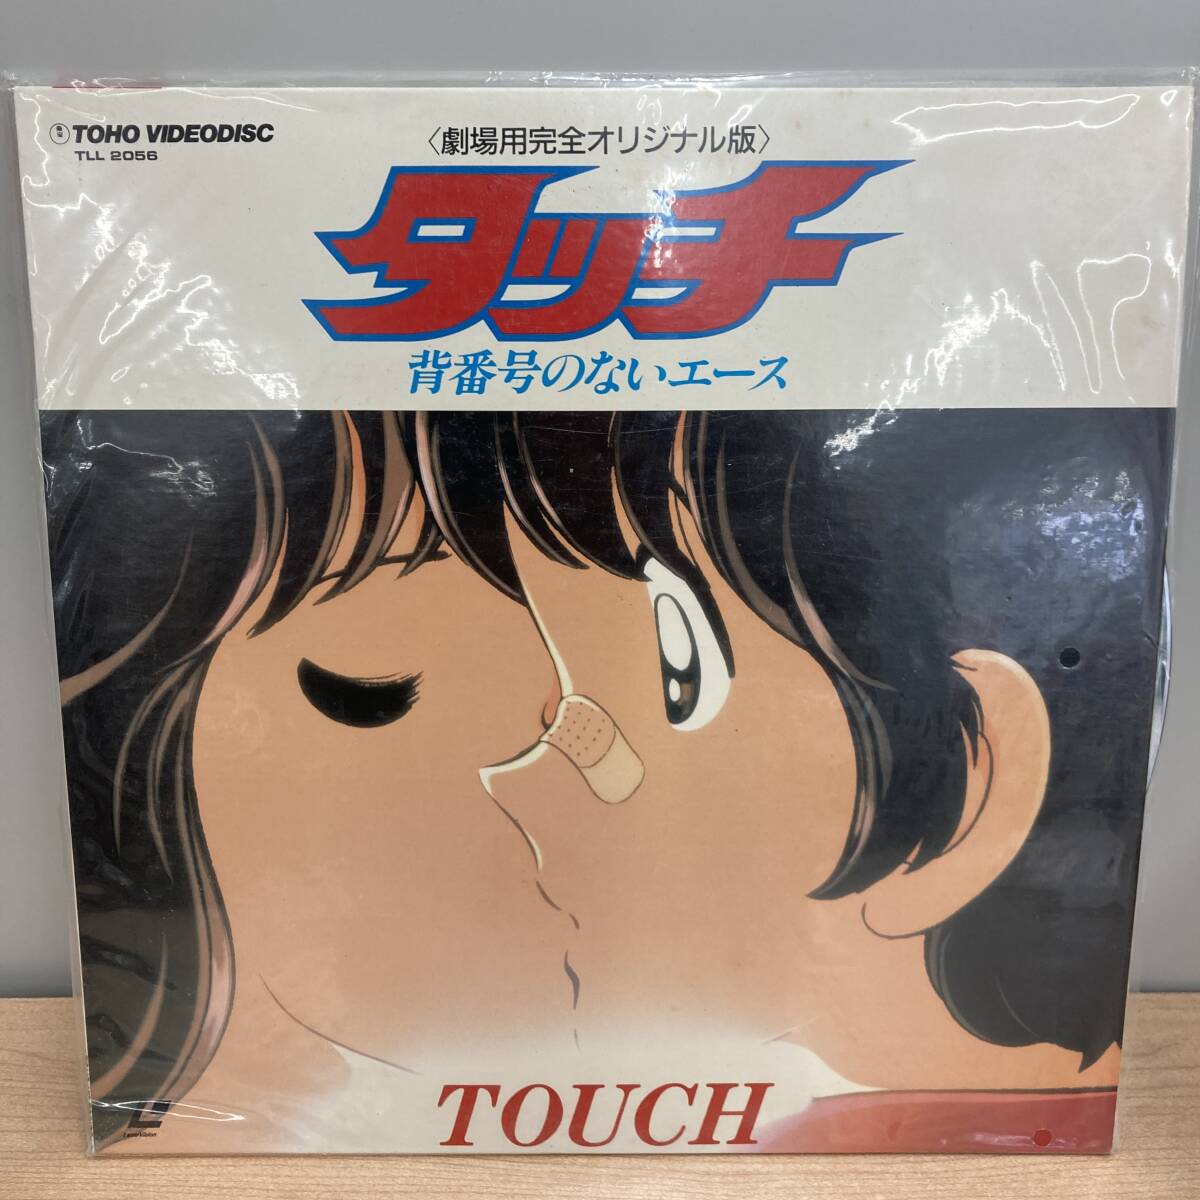 TOHO VIDEODISC
TLL 2056
〈劇場用完全オリジナル版〉
タッチ
背番号のないエース
TOUCH
LaserVision